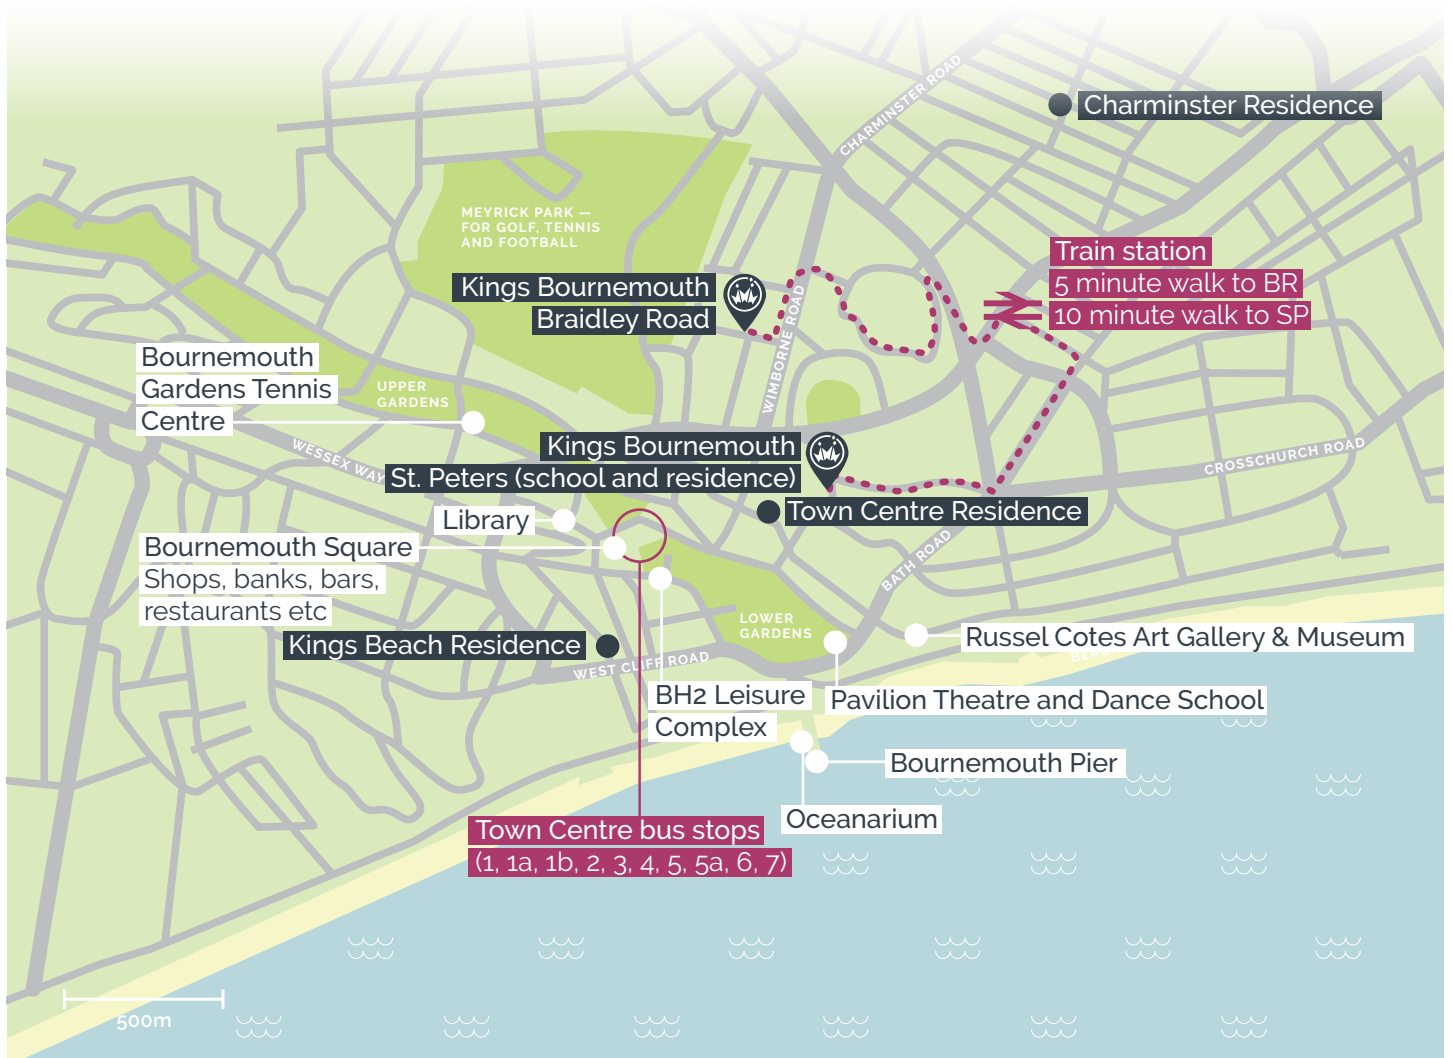 CHARMINSTER ROAD
Charminster Residence
MEYRICK PARK —
FOR GOLF, TENNIS
AND FOOTBALL
Train station
5 minute walk to BR
10 minute walk to SP
Kings Bournemouth
Braidley Road
WIMBORNE ROAD
Bournemouth
Gardens Tennis
Centre
UPPER
GARDENS
WESSEX WAY
Kings Bournemouth
St. Peters (school and residence)
CROSSCHURCH ROAD
Town Centre Residence
Library
Bournemouth Square
Shops, banks, bars,
restaurants etc
BATH ROAD
LOWER
GARDENS
Kings Beach Residence
WEST CLIFF ROAD
Russel Cotes Art Gallery & Museum
BH2 Leisure
Complex
Pavilion Theatre and Dance School
Bournemouth Pier
Oceanarium
Town Centre bus stops
(1, 1a, 1b, 2, 3, 4, 5, 5a, 6, 7)
500m